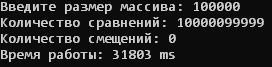 Введите размер массива: 100000
Количество сравнений: 10000099999
Количество смещений: 0
Время работы: 31803 ms